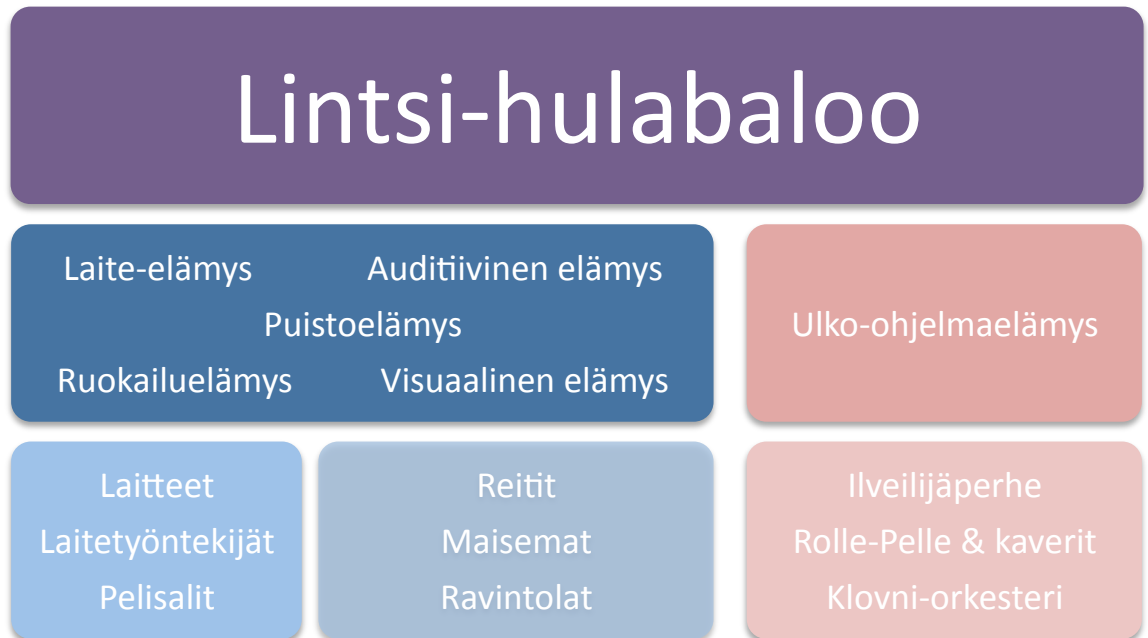 Lintsi-hulabaloo
Laite-elämys Auditiivinen elämys
Puistoelämys
Ruokailuelämys Visuaalinen elämys
Ulko-ohjelmaelämys
Laitteet
Laitetyöntekijät
Pelisalit
Reitit
Maisemat
Ravintolat
Ilveilijäperhe
Rolle-Pelle & kaverit
Klovni-orkesteri